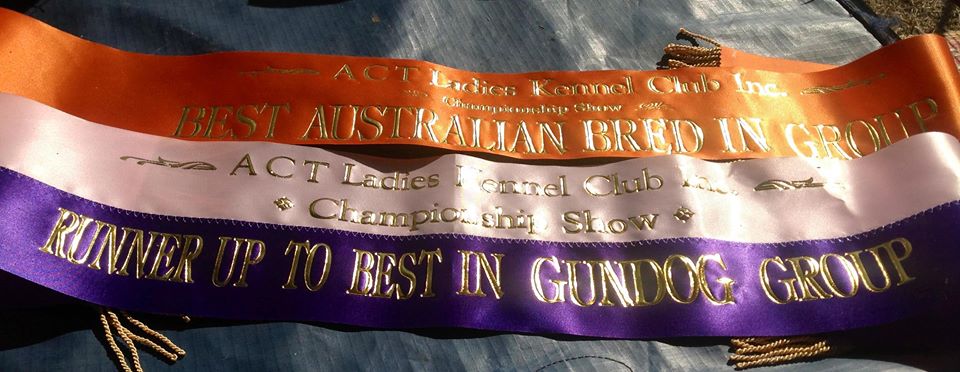 ACT Ladies Kennel Club Inc.
Championship Show
BEST AUSTRALIAN BRED IN GROUP
ACT Ladies Kennel Club Inc.
Championship Show
RUNNER UP TO BEST IN GUNDOG GROUP